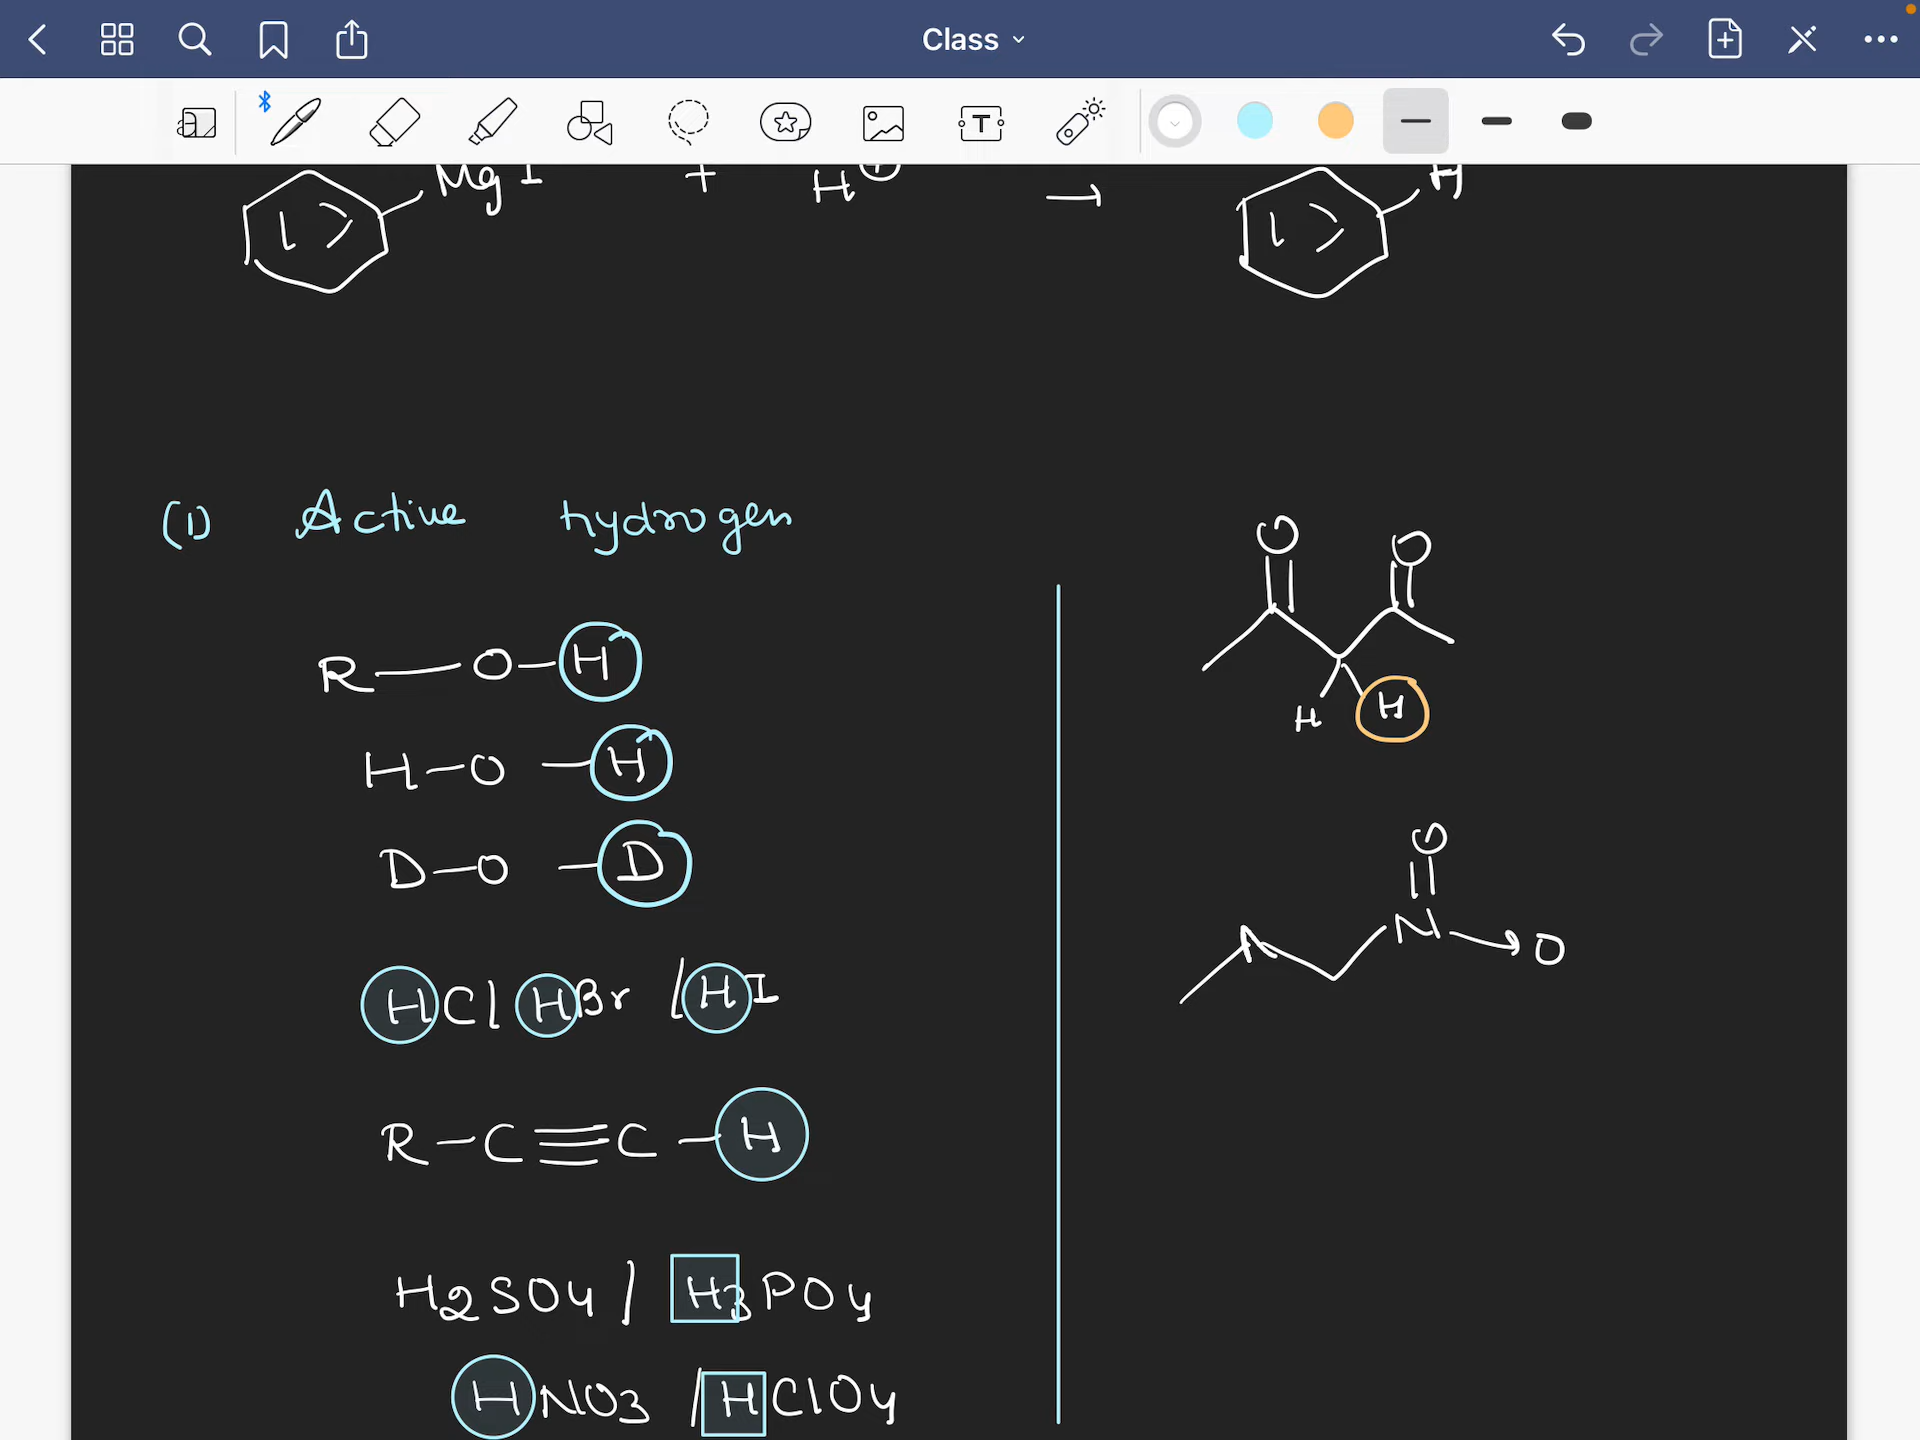 Class
T
MgI + H⊕ → H
(1) Active hydrogen
R—O—H
H—O—H
D—O—D
HCl HBr / HI
R—C≡C—H
H2SO4 / H3PO4
HNO3 / HClO4
O O
H H
O
N→O